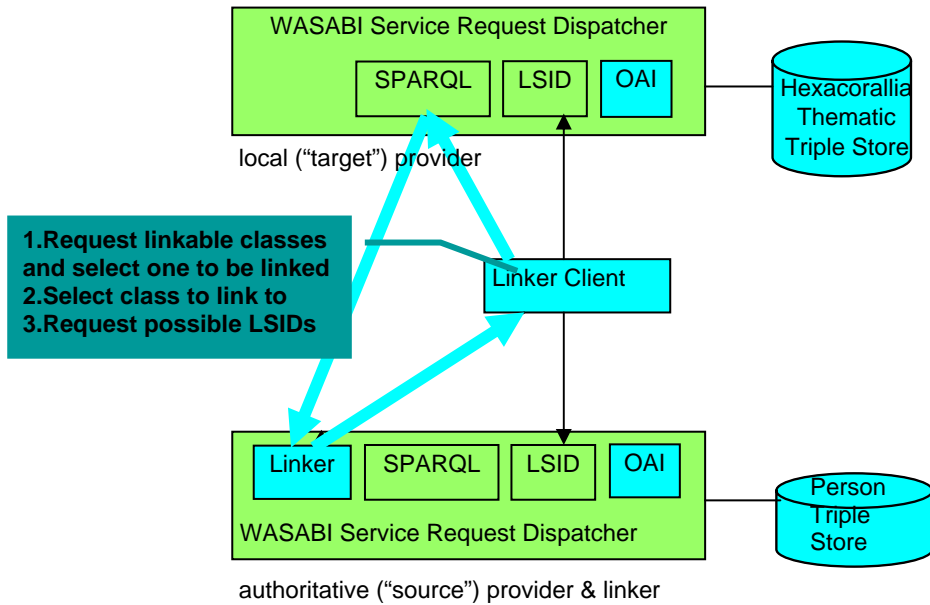 WASABI Service Request Dispatcher
SPARQL
LSID
OAI
Hexacorallia
Thematic
Triple Store
local (“target”) provider
1.Request linkable classes
and select one to be linked
2.Select class to link to
3.Request possible LSIDs
Linker Client
Linker
SPARQL
LSID
OAI
WASABI Service Request Dispatcher
Person
Triple
Store
authoritative (“source”) provider & linker